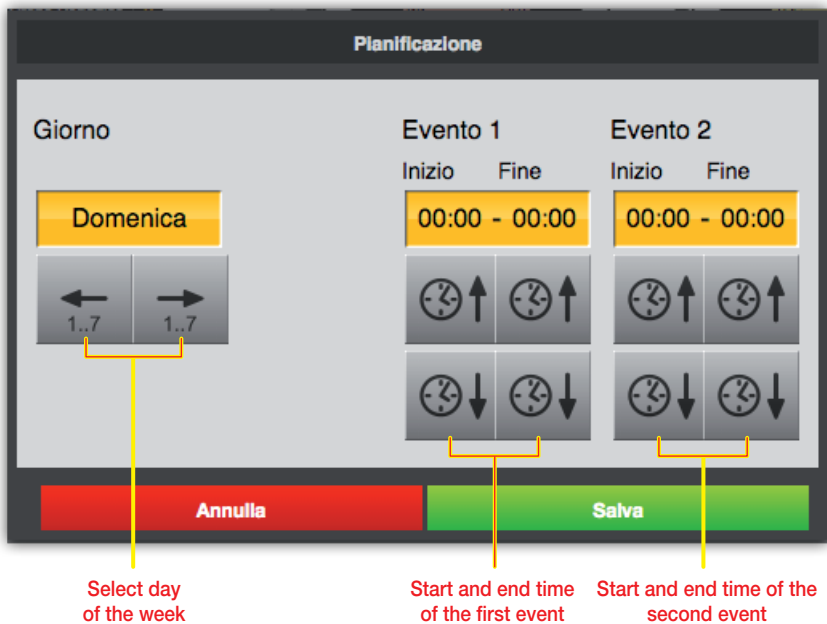 Pianificazione
Giorno
Evento 1
Evento 2
Inizio Fine
Inizio Fine
Domenica
00:00 - 00:00
00:00 - 00:00
1..7
1..7
Annulla
Salva
Select day
of the week
Start and end time
of the first event
Start and end time of the
second event